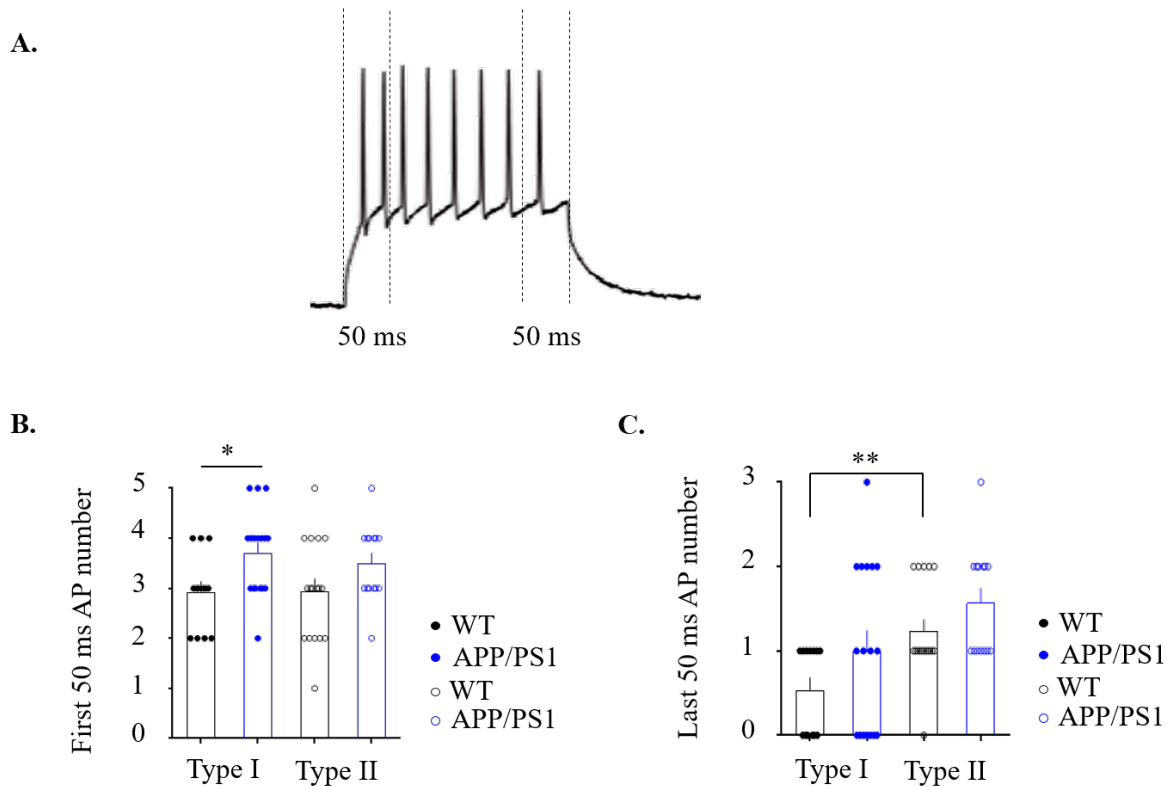 A.
50 ms 50 ms
B.
*
First 50 ms AP number
5
4
3
2
1
0
Type I Type II
WT
APP/PS1
WT
APP/PS1
C.
**
Last 50 ms AP number
3
2
1
0
Type I Type II
WT
APP/PS1
WT
APP/PS1